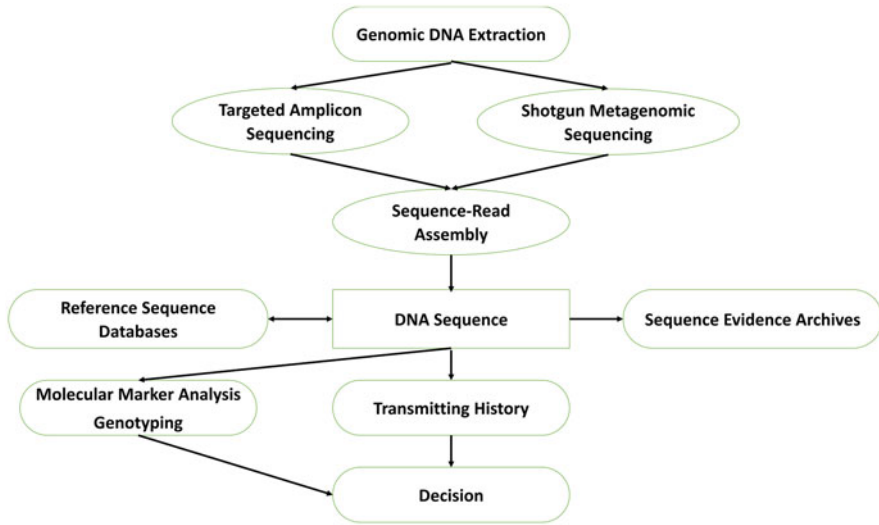 Genomic DNA Extraction
Targeted Amplicon
Sequencing
Shotgun Metagenomic
Sequencing
Sequence-Read
Assembly
Reference Sequence
Databases
DNA Sequence
Sequence Evidence Archives
Molecular Marker Analysis
Genotyping
Transmitting History
Decision